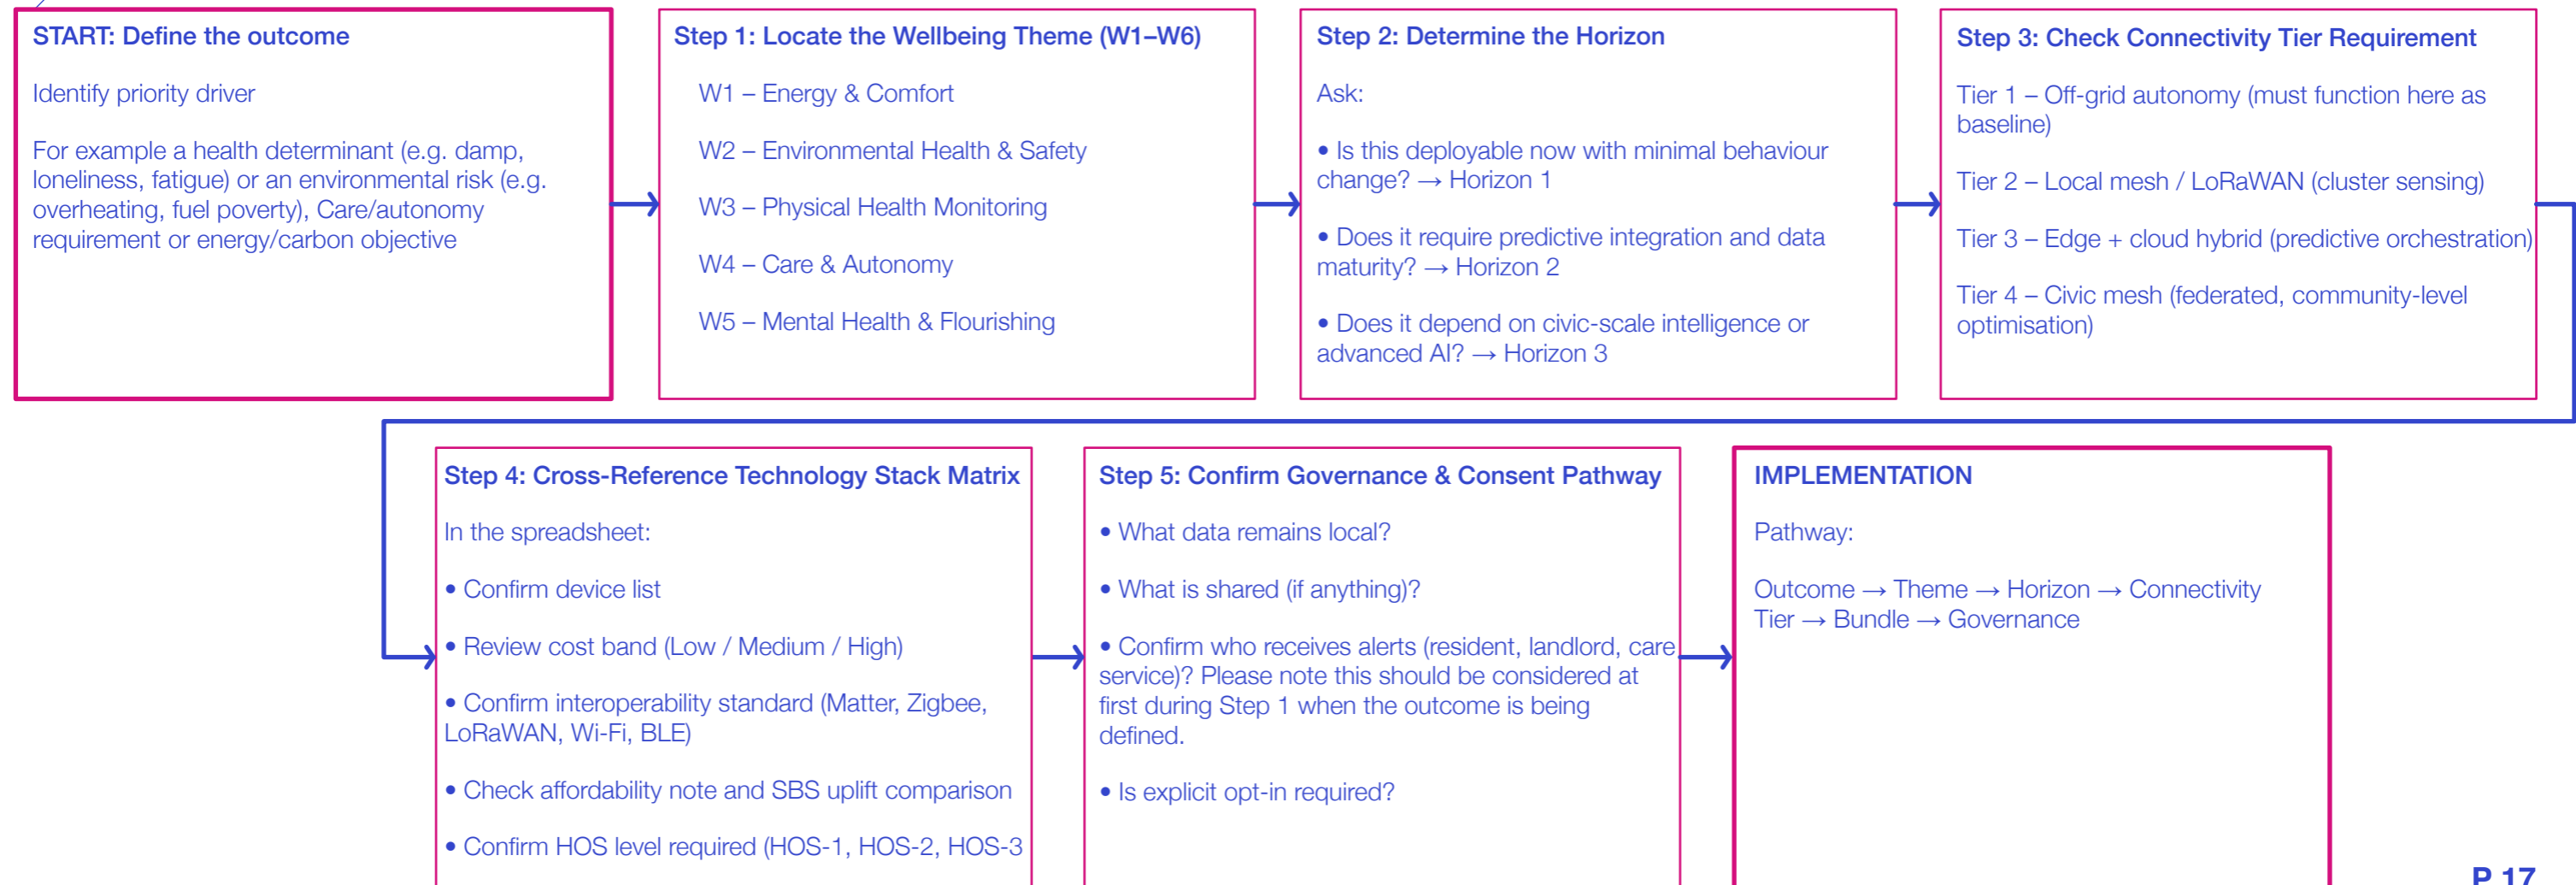 START: Define the outcome
Identify priority driver
For example a health determinant (e.g. damp,
loneliness, fatigue) or an environmental risk (e.g.
overheating, fuel poverty), Care/autonomy
requirement or energy/carbon objective
Step 1: Locate the Wellbeing Theme (W1–W6)
W1 – Energy & Comfort
W2 – Environmental Health & Safety
W3 – Physical Health Monitoring
W4 – Care & Autonomy
W5 – Mental Health & Flourishing
Step 2: Determine the Horizon
Ask:
• Is this deployable now with minimal behaviour
change? → Horizon 1
• Does it require predictive integration and data
maturity? → Horizon 2
• Does it depend on civic-scale intelligence or
advanced AI? → Horizon 3
Step 3: Check Connectivity Tier Requirement
Tier 1 – Off-grid autonomy (must function here as
baseline)
Tier 2 – Local mesh / LoRaWAN (cluster sensing)
Tier 3 – Edge + cloud hybrid (predictive orchestration)
Tier 4 – Civic mesh (federated, community-level
optimisation)
Step 4: Cross-Reference Technology Stack Matrix
In the spreadsheet:
• Confirm device list
• Review cost band (Low / Medium / High)
• Confirm interoperability standard (Matter, Zigbee,
LoRaWAN, Wi-Fi, BLE)
• Check affordability note and SBS uplift comparison
• Confirm HOS level required (HOS-1, HOS-2, HOS-3
Step 5: Confirm Governance & Consent Pathway
• What data remains local?
• What is shared (if anything)?
• Confirm who receives alerts (resident, landlord, care
service)? Please note this should be considered at
first during Step 1 when the outcome is being
defined.
• Is explicit opt-in required?
IMPLEMENTATION
Pathway:
Outcome → Theme → Horizon → Connectivity
Tier → Bundle → Governance
P 17